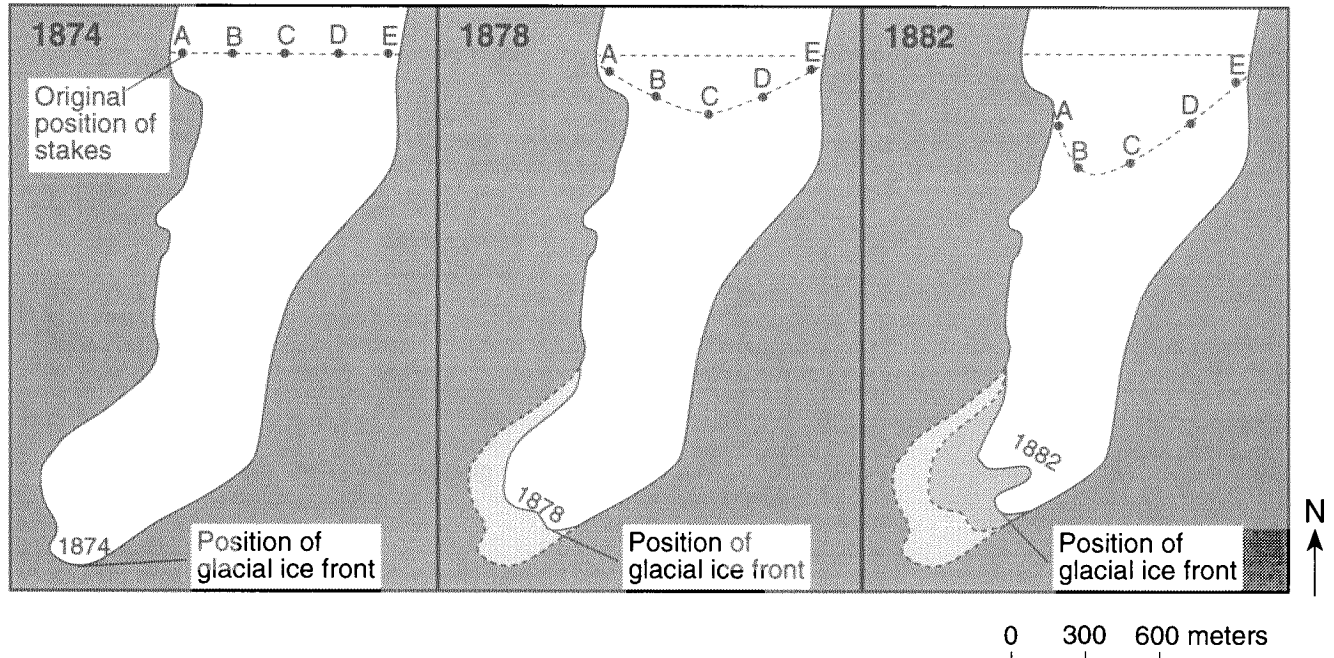 1874
A B C D E
Original
position of
stakes
1874
Position of
glacial ice front
1878
A
B
C
D
E
1878
Position of
glacial ice front
1882
A
B
C
D
E
1882
Position of
glacial ice front
N
0 300 600 meters